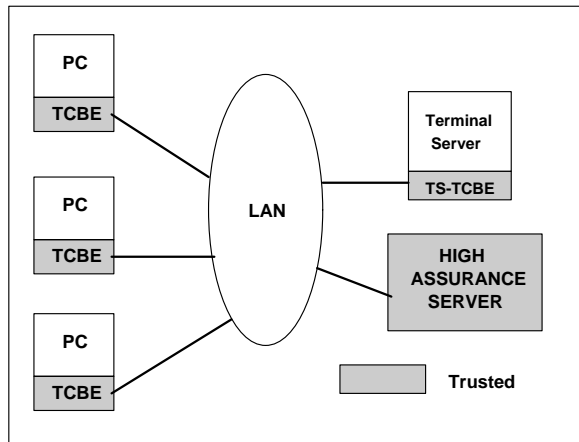 PC
TCBE
PC
TCBE
PC
TCBE
LAN
Terminal
Server
TS-TCBE
HIGH
ASSURANCE
SERVER
Trusted